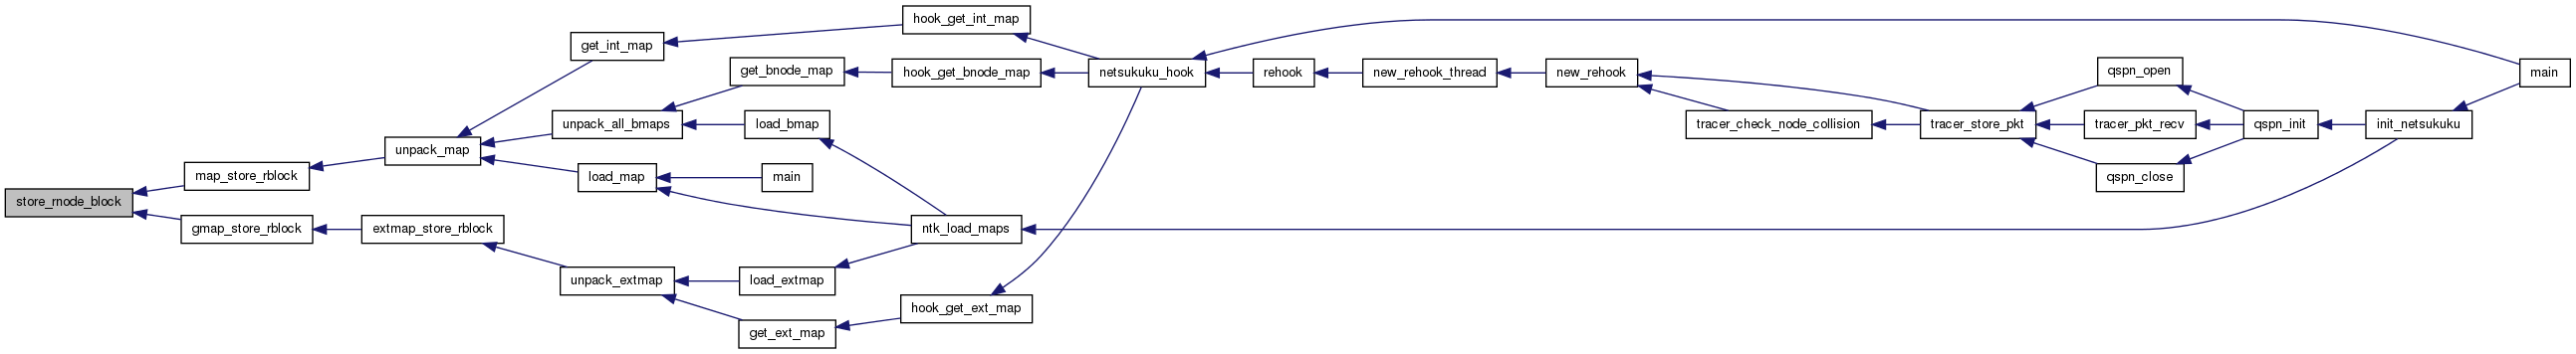 store_rnode_block
map_store_rblock
gmap_store_rblock
unpack_map
extmap_store_rblock
get_int_map
unpack_all_bmaps
load_map
unpack_extmap
get_bnode_map
load_bmap
main
load_extmap
get_ext_map
hook_get_int_map
hook_get_bnode_map
ntk_load_maps
hook_get_ext_map
netsukuku_hook
rehook
new_rehook_thread
new_rehook
tracer_check_node_collision
tracer_store_pkt
qspn_open
tracer_pkt_recv
qspn_close
qspn_init
init_netsukuku
main